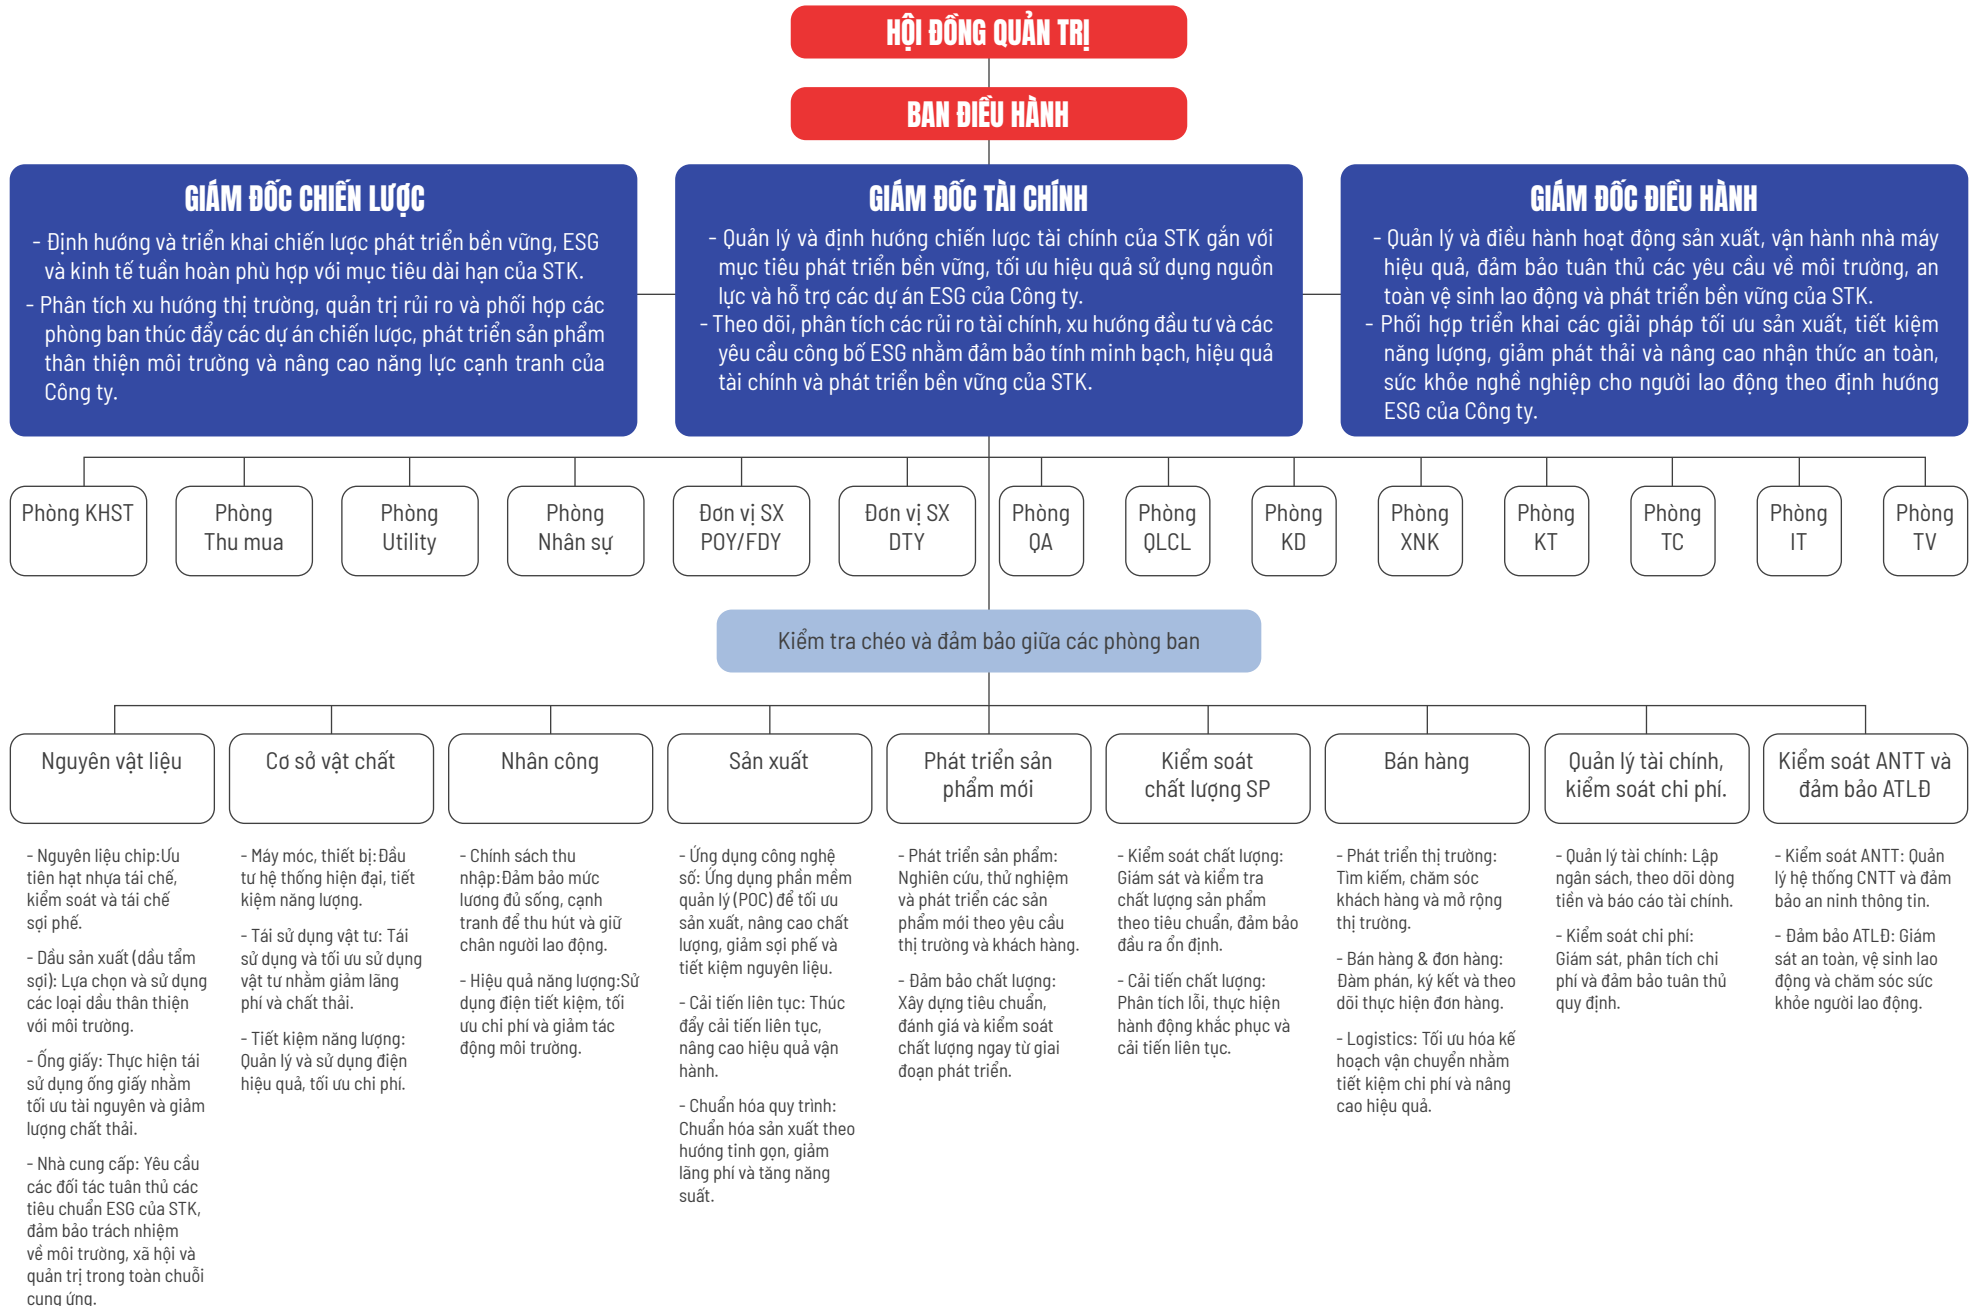 HỘI ĐỒNG QUẢN TRỊ
BAN ĐIỀU HÀNH
GIÁM ĐỐC CHIẾN LƯỢC
- Định hướng và triển khai chiến lược phát triển bền vững, ESG
và kinh tế tuần hoàn phù hợp với mục tiêu dài hạn của STK.
- Phân tích xu hướng thị trường, quản trị rủi ro và phối hợp các
phòng ban thúc đẩy các dự án chiến lược, phát triển sản phẩm
thân thiện môi trường và nâng cao năng lực cạnh tranh của
Công ty.
GIÁM ĐỐC TÀI CHÍNH
- Quản lý và định hướng chiến lược tài chính của STK gắn với
mục tiêu phát triển bền vững, tối ưu hiệu quả sử dụng nguồn
lực và hỗ trợ các dự án ESG của Công ty.
- Theo dõi, phân tích các rủi ro tài chính, xu hướng đầu tư và các
yêu cầu công bố ESG nhằm đảm bảo tính minh bạch, hiệu quả
tài chính và phát triển bền vững của STK.
GIÁM ĐỐC ĐIỀU HÀNH
- Quản lý và điều hành hoạt động sản xuất, vận hành nhà máy
hiệu quả, đảm bảo tuân thủ các yêu cầu về môi trường, an
toàn vệ sinh lao động và phát triển bền vững của STK.
- Phối hợp triển khai các giải pháp tối ưu sản xuất, tiết kiệm
năng lượng, giảm phát thải và nâng cao nhận thức an toàn,
sức khỏe nghề nghiệp cho người lao động theo định hướng
ESG của Công ty.
Phòng KHST
Phòng
Thu mua
Phòng
Utility
Phòng
Nhân sự
Đơn vị SX
POY/FDY
Đơn vị SX
DTY
Phòng
QA
Phòng
QLCL
Phòng
KD
Phòng
XNK
Phòng
KT
Phòng
TC
Phòng
IT
Phòng
TV
Kiểm tra chéo và đảm bảo giữa các phòng ban
Nguyên vật liệu
- Nguyên liệu chip:Ưu
tiên hạt nhựa tái chế,
kiểm soát và tái chế
sợi phế.
- Dầu sản xuất (dầu tẩm
sợi): Lựa chọn và sử dụng
các loại dầu thân thiện
với môi trường.
- Ống giấy: Thực hiện tái
sử dụng ống giấy nhằm
tối ưu tài nguyên và giảm
lượng chất thải.
- Nhà cung cấp: Yêu cầu
các đối tác tuân thủ các
tiêu chuẩn ESG của STK,
đảm bảo trách nhiệm
về môi trường, xã hội và
quản trị trong toàn chuỗi
cung ứng.
Cơ sở vật chất
- Máy móc, thiết bị:Đầu
tư hệ thống hiện đại, tiết
kiệm năng lượng.
- Tái sử dụng vật tư: Tái
sử dụng và tối ưu sử dụng
vật tư nhằm giảm lãng
phí và chất thải.
- Tiết kiệm năng lượng:
Quản lý và sử dụng điện
hiệu quả, tối ưu chi phí.
Nhân công
- Chính sách thu
nhập:Đảm bảo mức
lương đủ sống, cạnh
tranh để thu hút và giữ
chân người lao động.
- Hiệu quả năng lượng:Sử
dụng điện tiết kiệm, tối
ưu chi phí và giảm tác
động môi trường.
Sản xuất
- Ứng dụng công nghệ
số: Ứng dụng phần mềm
quản lý (POC) để tối ưu
sản xuất, nâng cao chất
lượng, giảm sợi phế và
tiết kiệm nguyên liệu.
- Cải tiến liên tục: Thúc
đẩy cải tiến liên tục,
nâng cao hiệu quả vận
hành.
- Chuẩn hóa quy trình:
Chuẩn hóa sản xuất theo
hướng tinh gọn, giảm
lãng phí và tăng năng
suất.
Phát triển sản
phẩm mới
- Phát triển sản phẩm:
Nghiên cứu, thử nghiệm
và phát triển các sản
phẩm mới theo yêu cầu
thị trường và khách hàng.
- Đảm bảo chất lượng:
Xây dựng tiêu chuẩn,
đánh giá và kiểm soát
chất lượng ngay từ giai
đoạn phát triển.
Kiểm soát
chất lượng SP
- Kiểm soát chất lượng:
Giám sát và kiểm tra
chất lượng sản phẩm
theo tiêu chuẩn, đảm bảo
đầu ra ổn định.
- Cải tiến chất lượng:
Phân tích lỗi, thực hiện
hành động khắc phục và
cải tiến liên tục.
Bán hàng
- Phát triển thị trường:
Tìm kiếm, chăm sóc
khách hàng và mở rộng
thị trường.
- Bán hàng & đơn hàng:
Đàm phán, ký kết và theo
dõi thực hiện đơn hàng.
- Logistics: Tối ưu hóa kế
hoạch vận chuyển nhằm
tiết kiệm chi phí và nâng
cao hiệu quả.
Quản lý tài chính,
kiểm soát chi phí.
- Quản lý tài chính: Lập
ngân sách, theo dõi dòng
tiền và báo cáo tài chính.
- Kiểm soát chi phí:
Giám sát, phân tích chi
phí và đảm bảo tuân thủ
quy định.
Kiểm soát ANTT và
đảm bảo ATLĐ
- Kiểm soát ANTT: Quản
lý hệ thống CNTT và đảm
bảo an ninh thông tin.
- Đảm bảo ATLĐ: Giám
sát an toàn, vệ sinh lao
động và chăm sóc sức
khỏe người lao động.